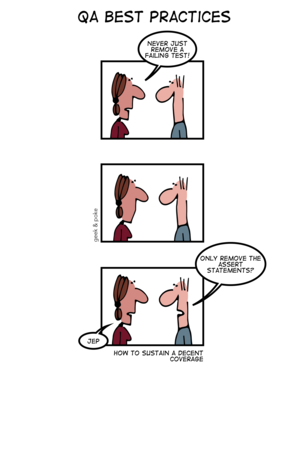 QA BEST PRACTICES
NEVER JUST
REMOVE A
FAILING TEST!
geek & poke
ONLY REMOVE THE
ASSERT
STATEMENTS?
JEP
HOW TO SUSTAIN A DECENT
COVERAGE